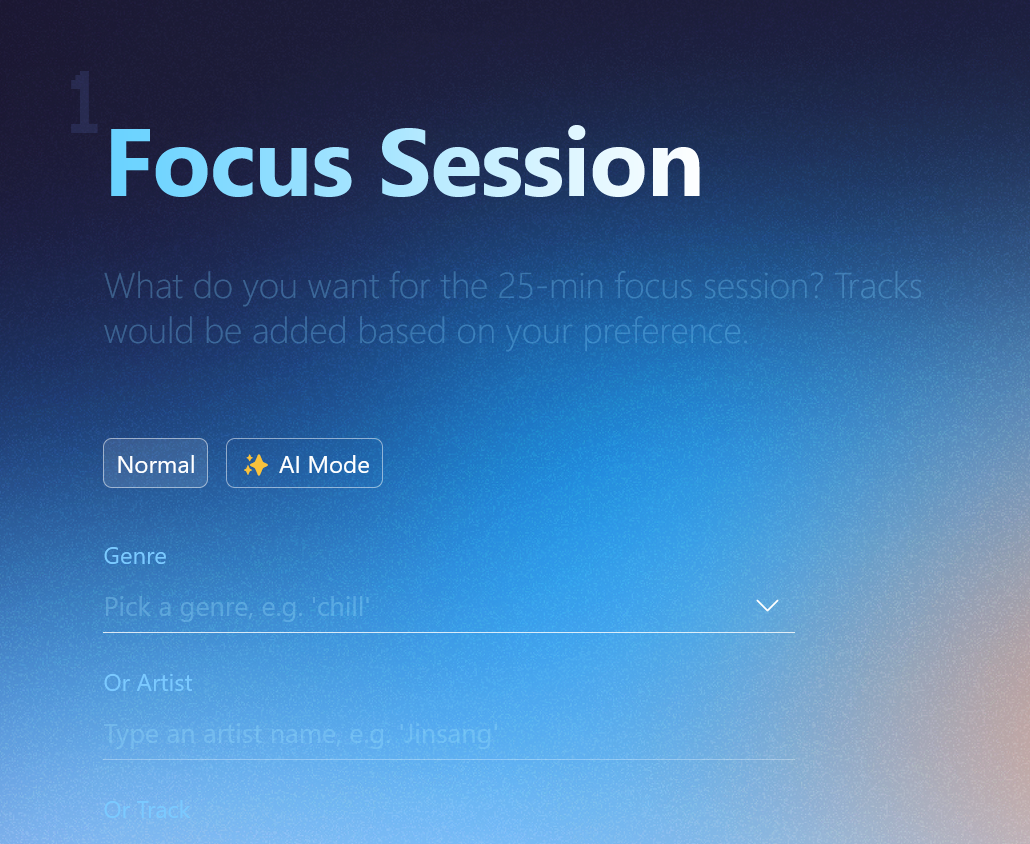 1
Focus Session
What do you want for the 25-min focus session? Tracks
would be added based on your preference.
Normal
✨ AI Mode
Genre
Pick a genre, e.g. 'chill'
Or Artist
Type an artist name, e.g. 'Jinsang'
Or Track